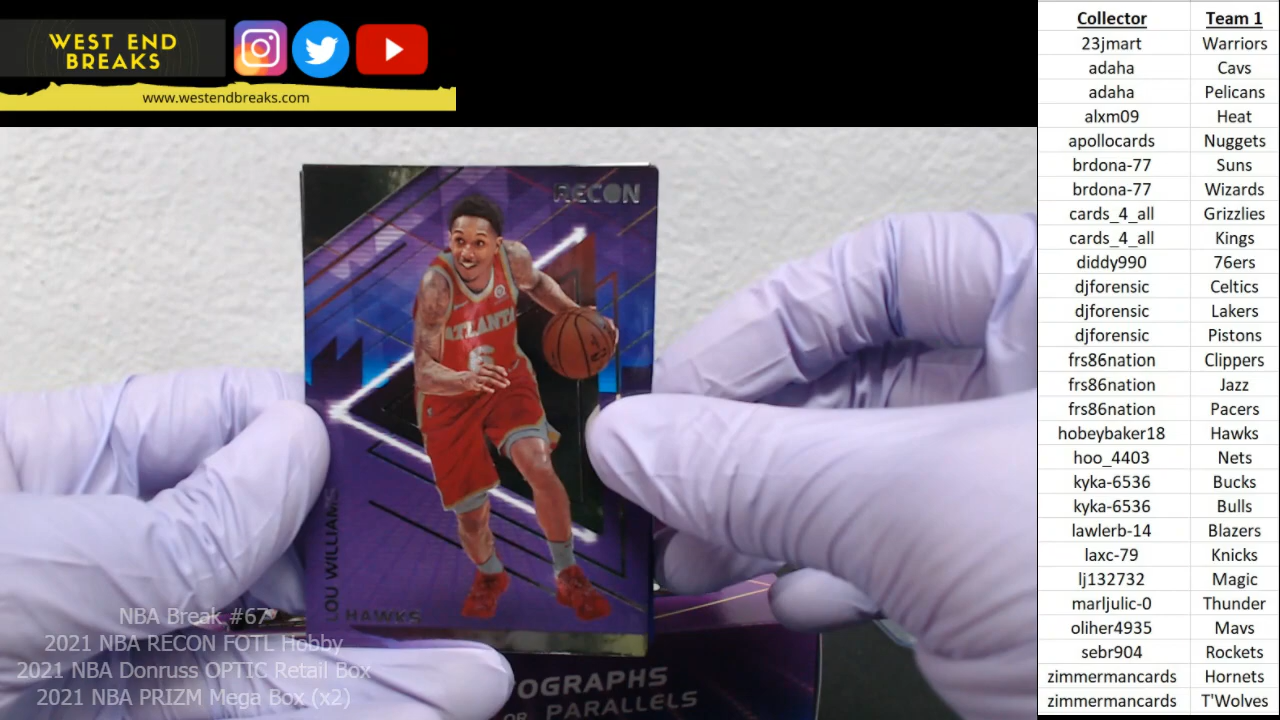 WEST END
BREAKS
www.westendbreaks.com
RECON
ATLANTA
6
LOU WILLIAMS
HAWKS
OGRAPHS
OR PARALLELS
NBA Break #67
2021 NBA RECON FOTL Hobby
2021 NBA Donruss OPTIC Retail Box
2021 NBA PRIZM Mega Box (x2)
Collector Team 1
23jmart Warriors
adaha Cavs
adaha Pelicans
alxm09 Heat
apollocards Nuggets
brdona-77 Suns
brdona-77 Wizards
cards_4_all Grizzlies
cards_4_all Kings
diddy990 76ers
djforensic Celtics
djforensic Lakers
djforensic Pistons
frs86nation Clippers
frs86nation Jazz
frs86nation Pacers
hobeybaker18 Hawks
hoo_4403 Nets
kyka-6536 Bucks
kyka-6536 Bulls
lawlerb-14 Blazers
laxc-79 Knicks
lj132732 Magic
marljulic-0 Thunder
oliher4935 Mavs
sebr904 Rockets
zimmermancards Hornets
zimmermancards T'Wolves